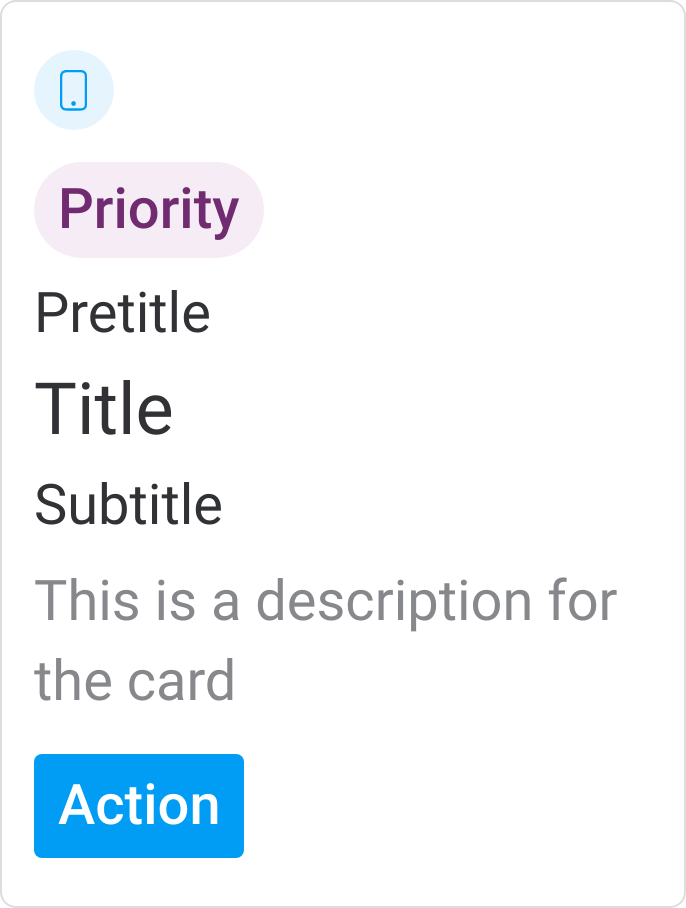 Priority
Pretitle
Title
Subtitle
This is a description for
the card
Action